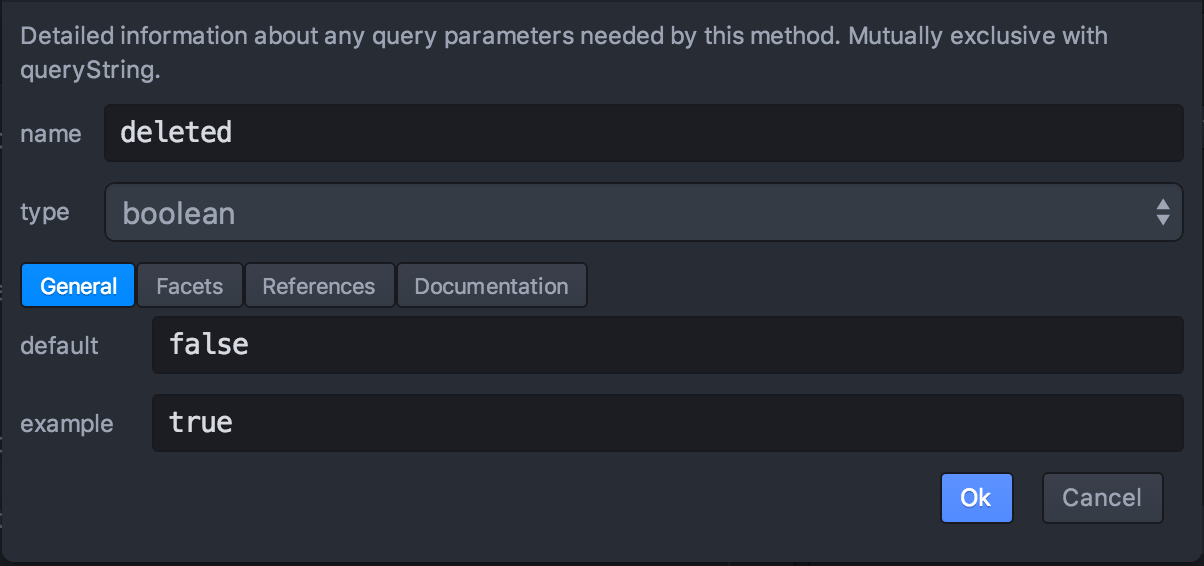 Detailed information about any query parameters needed by this method. Mutually exclusive with
queryString.
name deleted
type boolean
General Facets References Documentation
default false
example true
Ok Cancel